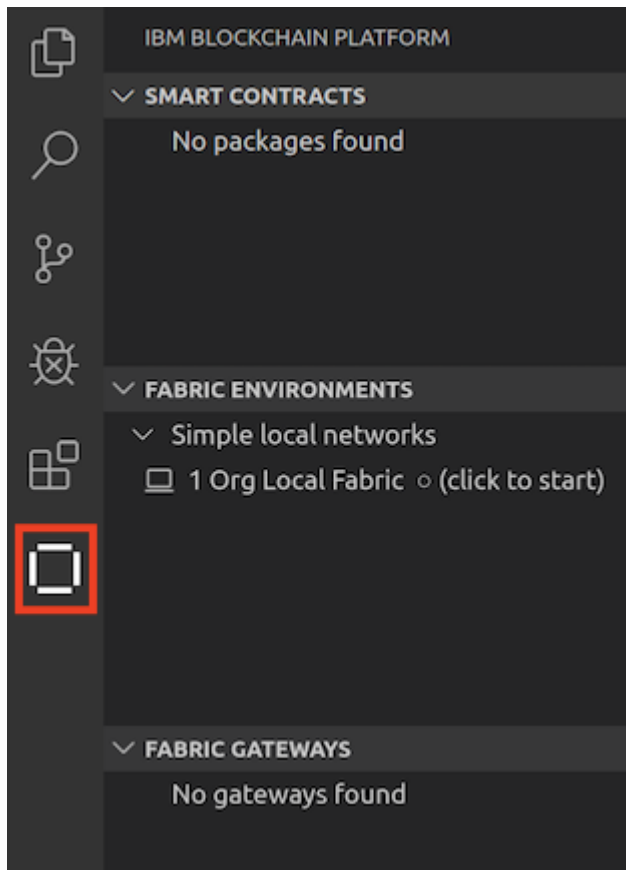 IBM BLOCKCHAIN PLATFORM
SMART CONTRACTS
No packages found
FABRIC ENVIRONMENTS
Simple local networks
1 Org Local Fabric ○ (click to start)
FABRIC GATEWAYS
No gateways found